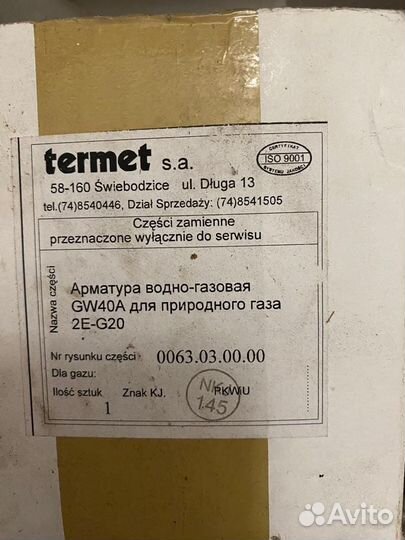 termet s.a.
CERTYFIKAT
ISO 9001
SYSTEMU JAKOŚCI
58-160 Świebodzice ul. Długa 13
tel.(74)8540446, Dział Sprzedaży: (74)8541505
Części zamienne
przeznaczone wyłącznie do serwisu
Nazwa części
Арматура водно-газовая
GW40A для природного газа
2E-G20
Nr rysunku części 0063.03.00.00
Dla gazu:
Ilość sztuk Znak KJ. PKWiU
1
NKJ
145
Avito